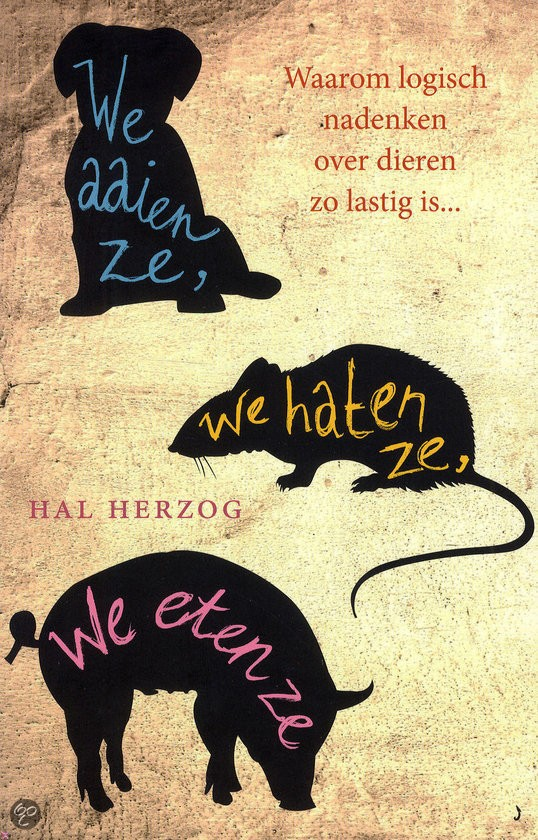 We
aaien
ze,
Waarom logisch
nadenken
over dieren
zo lastig is...
we haten
ze,
HAL HERZOG
We eten ze